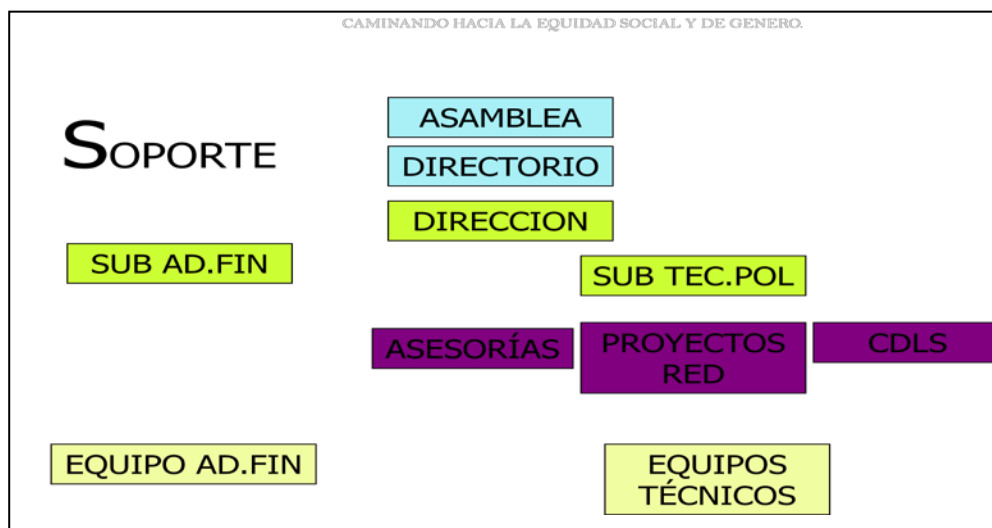 CAMINANDO HACIA LA EQUIDAD SOCIAL Y DE GENERO.
SOPORTE
ASAMBLEA
DIRECTORIO
DIRECCION
SUB AD.FIN
SUB TEC.POL
ASESORÍAS
PROYECTOS
RED
CDLS
EQUIPO AD.FIN
EQUIPOS
TÉCNICOS